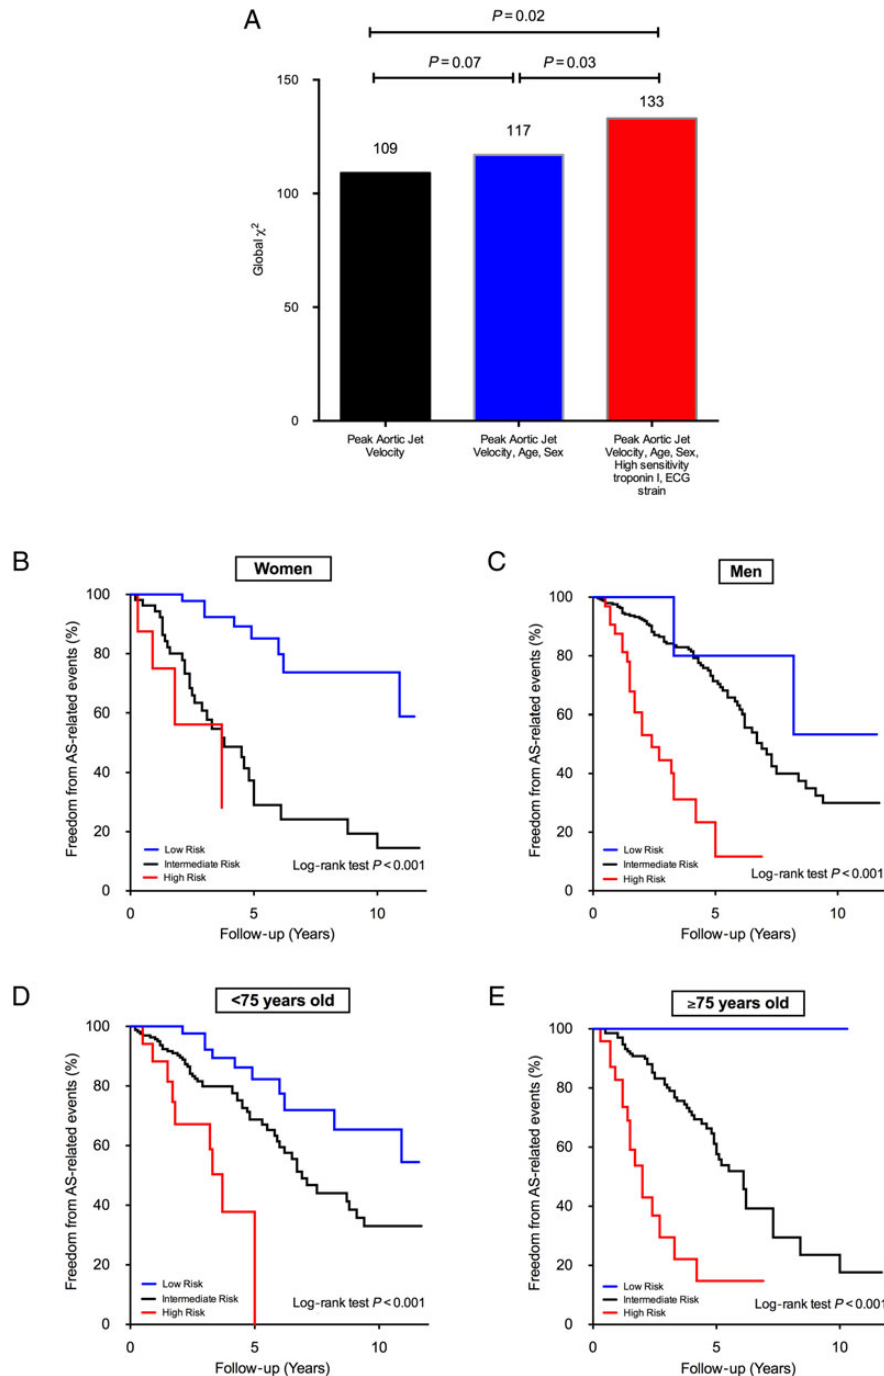 A
P = 0.02
P = 0.07
P = 0.03
150
100
50
0
Global χ²
109
117
133
Peak Aortic Jet
Velocity
Peak Aortic Jet
Velocity, Age, Sex
Peak Aortic Jet
Velocity, Age, Sex,
High sensitivity
troponin I, ECG
strain
B
Women
Freedom from AS-related events (%)
100
80
60
40
20
0
Low Risk
Intermediate Risk
High Risk
Log-rank test P < 0.001
0 5 10
Follow-up (Years)
C
Men
Freedom from AS-related events (%)
100
80
60
40
20
0
Low Risk
Intermediate Risk
High Risk
Log-rank test P < 0.001
0 5 10
Follow-up (Years)
D
<75 years old
Freedom from AS-related events (%)
100
80
60
40
20
0
Low Risk
Intermediate Risk
High Risk
Log-rank test P < 0.001
0 5 10
Follow-up (Years)
E
≥75 years old
Freedom from AS-related events (%)
100
80
60
40
20
0
Low Risk
Intermediate Risk
High Risk
Log-rank test P < 0.001
0 5 10
Follow-up (Years)